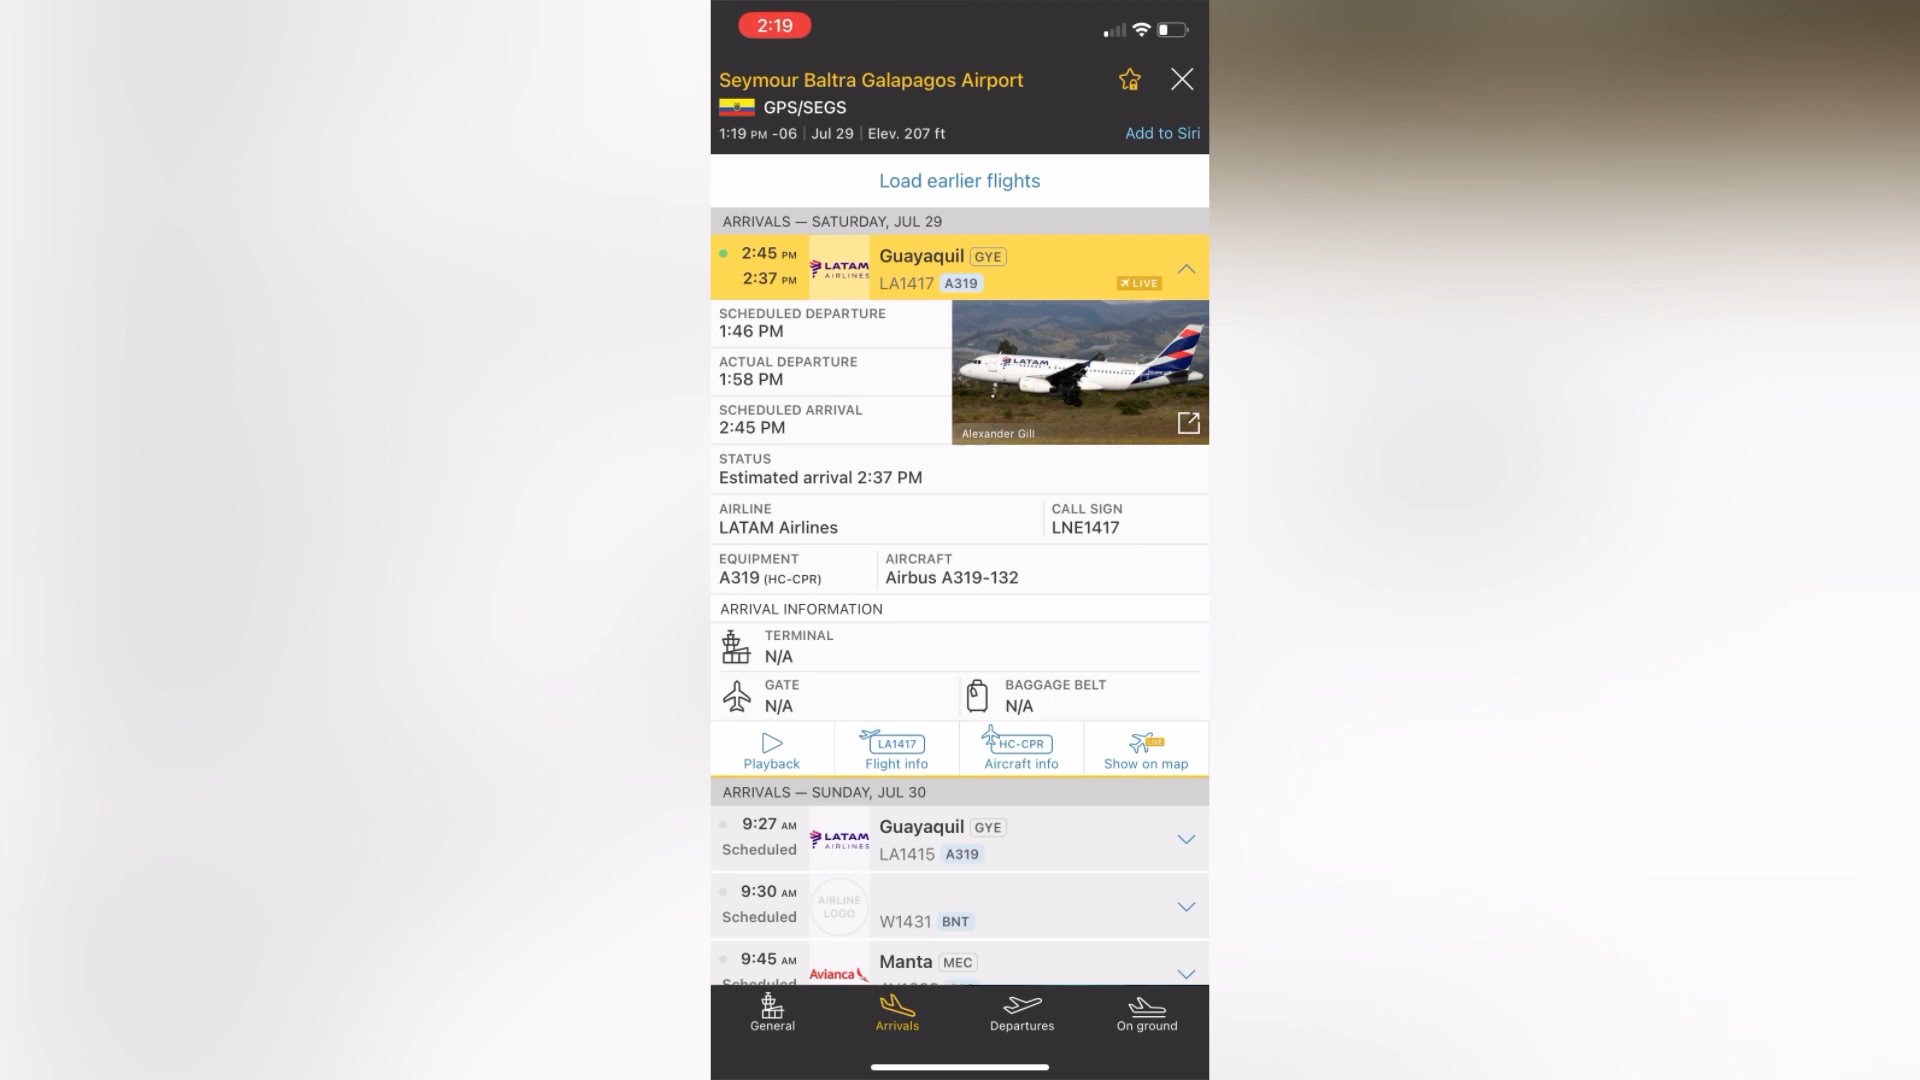 2:19
Seymour Baltra Galapagos Airport
GPS/SEGS
1:19 PM -06 | Jul 29 | Elev. 207 ft
Add to Siri
Load earlier flights
ARRIVALS — SATURDAY, JUL 29
2:45 PM
2:37 PM
LATAM AIRLINES
Guayaquil GYE
LA1417 A319
LIVE
SCHEDULED DEPARTURE
1:46 PM
ACTUAL DEPARTURE
1:58 PM
SCHEDULED ARRIVAL
2:45 PM
LATAM
Alexander Gill
STATUS
Estimated arrival 2:37 PM
AIRLINE
LATAM Airlines
CALL SIGN
LNE1417
EQUIPMENT
A319 (HC-CPR)
AIRCRAFT
Airbus A319-132
ARRIVAL INFORMATION
TERMINAL
N/A
GATE
N/A
BAGGAGE BELT
N/A
Playback
LA1417
Flight info
HC-CPR
Aircraft info
LIVE
Show on map
ARRIVALS — SUNDAY, JUL 30
9:27 AM
Scheduled
LATAM AIRLINES
Guayaquil GYE
LA1415 A319
9:30 AM
Scheduled
AIRLINE LOGO
W1431 BNT
9:45 AM
Scheduled
Avianca
Manta MEC
General
Arrivals
Departures
On ground